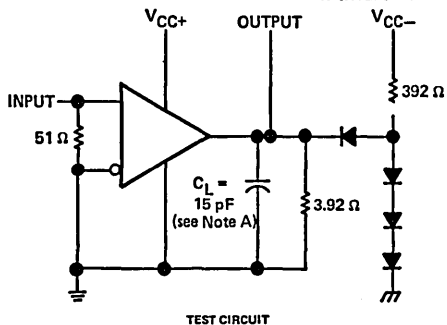 VCC+
OUTPUT
VCC−
392 Ω
INPUT
51 Ω
CL =
15 pF
(see Note A)
3.92 Ω
TEST CIRCUIT